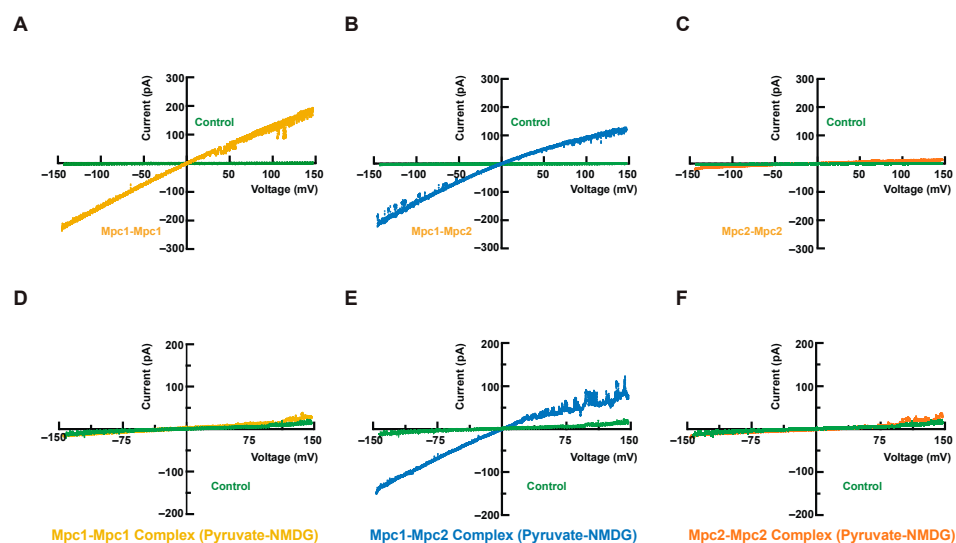 A
B
C
Current (pA)
300
200
100
−100
−200
−300
−150
−100
−50
50
100
150
Voltage (mV)
Control
Mpc1-Mpc1
Current (pA)
300
200
100
−100
−200
−300
−150
−100
−50
50
100
150
Voltage (mV)
Control
Mpc1-Mpc2
Current (pA)
300
200
100
−100
−200
−300
−150
−100
−50
50
100
150
Voltage (mV)
Control
Mpc2-Mpc2
D
E
F
Current (pA)
200
100
−100
−200
−150
−75
75
150
Voltage (mV)
Control
Mpc1-Mpc1 Complex (Pyruvate-NMDG)
Current (pA)
200
100
−100
−200
−150
−75
75
150
Voltage (mV)
Control
Mpc1-Mpc2 Complex (Pyruvate-NMDG)
Current (pA)
200
100
−100
−200
−150
−75
75
150
Voltage (mV)
Control
Mpc2-Mpc2 Complex (Pyruvate-NMDG)